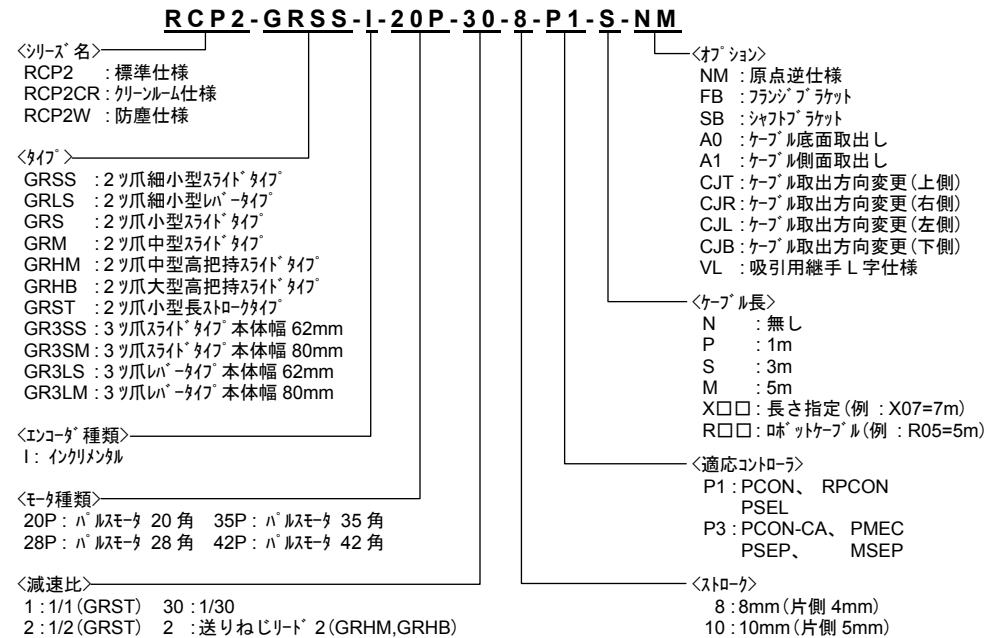 RCP2-GRSS-I-20P-30-8-P1-S-NM
〈ｼﾘｰｽﾞ名〉
RCP2 : 標準仕様
RCP2CR : ｸﾘｰﾝﾙｰﾑ仕様
RCP2W : 防塵仕様
〈ﾀｲﾌﾟ〉
GRSS : 2 ﾂ爪細小型ｽﾗｲﾄﾞﾀｲﾌﾟ
GRLS : 2 ﾂ爪細小型ﾚﾊﾞｰﾀｲﾌﾟ
GRS : 2 ﾂ爪小型ｽﾗｲﾄﾞﾀｲﾌﾟ
GRM : 2 ﾂ爪中型ｽﾗｲﾄﾞﾀｲﾌﾟ
GRHM : 2 ﾂ爪中型高把持ｽﾗｲﾄﾞﾀｲﾌﾟ
GRHB : 2 ﾂ爪大型高把持ｽﾗｲﾄﾞﾀｲﾌﾟ
GRST : 2 ﾂ爪小型長ｽﾄﾛｰｸﾀｲﾌﾟ
GR3SS : 3 ﾂ爪ｽﾗｲﾄﾞﾀｲﾌﾟ 本体幅 62mm
GR3SM : 3 ﾂ爪ｽﾗｲﾄﾞﾀｲﾌﾟ 本体幅 80mm
GR3LS : 3 ﾂ爪ﾚﾊﾞｰﾀｲﾌﾟ 本体幅 62mm
GR3LM : 3 ﾂ爪ﾚﾊﾞｰﾀｲﾌﾟ 本体幅 80mm
〈ｴﾝｺｰﾀﾞ種類〉
I : ｲﾝｸﾘﾒﾝﾀﾙ
〈ﾓｰﾀ種類〉
20P : ﾊﾟﾙｽﾓｰﾀ 20 角 35P : ﾊﾟﾙｽﾓｰﾀ 35 角
28P : ﾊﾟﾙｽﾓｰﾀ 28 角 42P : ﾊﾟﾙｽﾓｰﾀ 42 角
〈減速比〉
1 : 1/1(GRST) 30 : 1/30
2 : 1/2(GRST) 2 : 送りねじﾘｰﾄﾞ 2(GRHM,GRHB)
〈ｵﾌﾟｼｮﾝ〉
NM : 原点逆仕様
FB : ﾌﾗﾝｼﾞﾌﾞﾗｹｯﾄ
SB : ｼｬﾌﾄﾌﾞﾗｹｯﾄ
A0 : ｹｰﾌﾞﾙ底面取出し
A1 : ｹｰﾌﾞﾙ側面取出し
CJT : ｹｰﾌﾞﾙ取出方向変更(上側)
CJR : ｹｰﾌﾞﾙ取出方向変更(右側)
CJL : ｹｰﾌﾞﾙ取出方向変更(左側)
CJB : ｹｰﾌﾞﾙ取出方向変更(下側)
VL : 吸引用継手 L 字仕様
〈ｹｰﾌﾞﾙ長〉
N : 無し
P : 1m
S : 3m
M : 5m
X□□ : 長さ指定(例 : X07=7m)
R□□ : ﾛﾎﾞｯﾄｹｰﾌﾞﾙ(例 : R05=5m)
〈適応ｺﾝﾄﾛｰﾗ〉
P1 : PCON、 RPCON
PSEL
P3 : PCON-CA、 PMEC
PSEP、 MSEP
〈ｽﾄﾛｰｸ〉
8 : 8mm(片側 4mm)
10 : 10mm(片側 5mm)